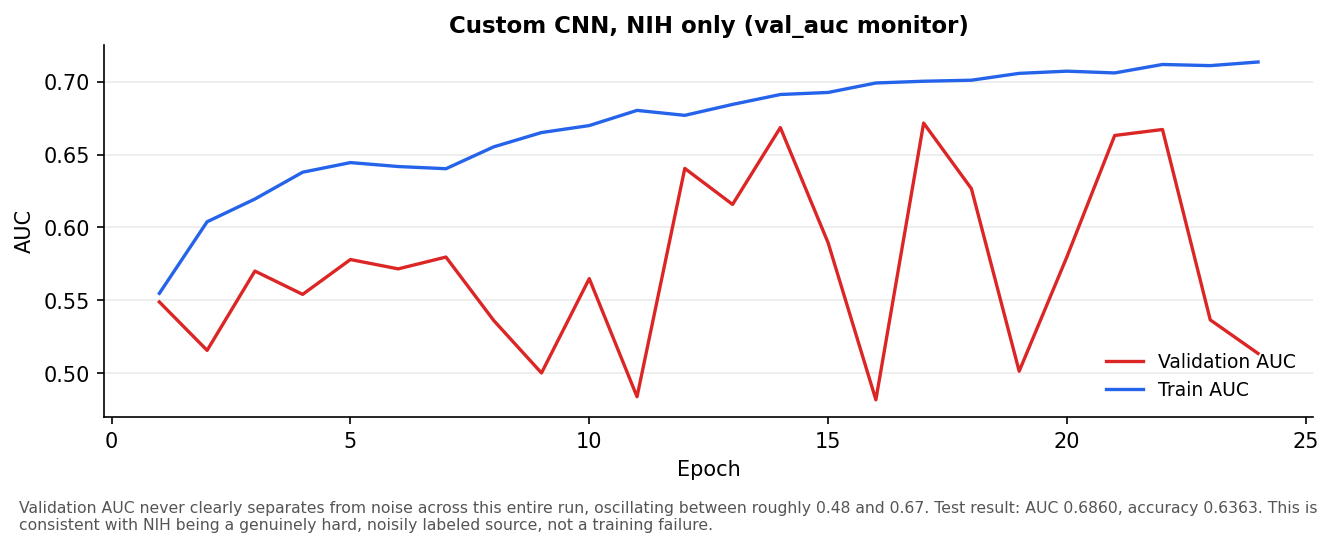 Custom CNN, NIH only (val_auc monitor)
AUC
0.70
0.65
0.60
0.55
0.50
Validation AUC
Train AUC
0
5
10
15
20
25
Epoch
Validation AUC never clearly separates from noise across this entire run, oscillating between roughly 0.48 and 0.67. Test result: AUC 0.6860, accuracy 0.6363. This is
consistent with NIH being a genuinely hard, noisily labeled source, not a training failure.